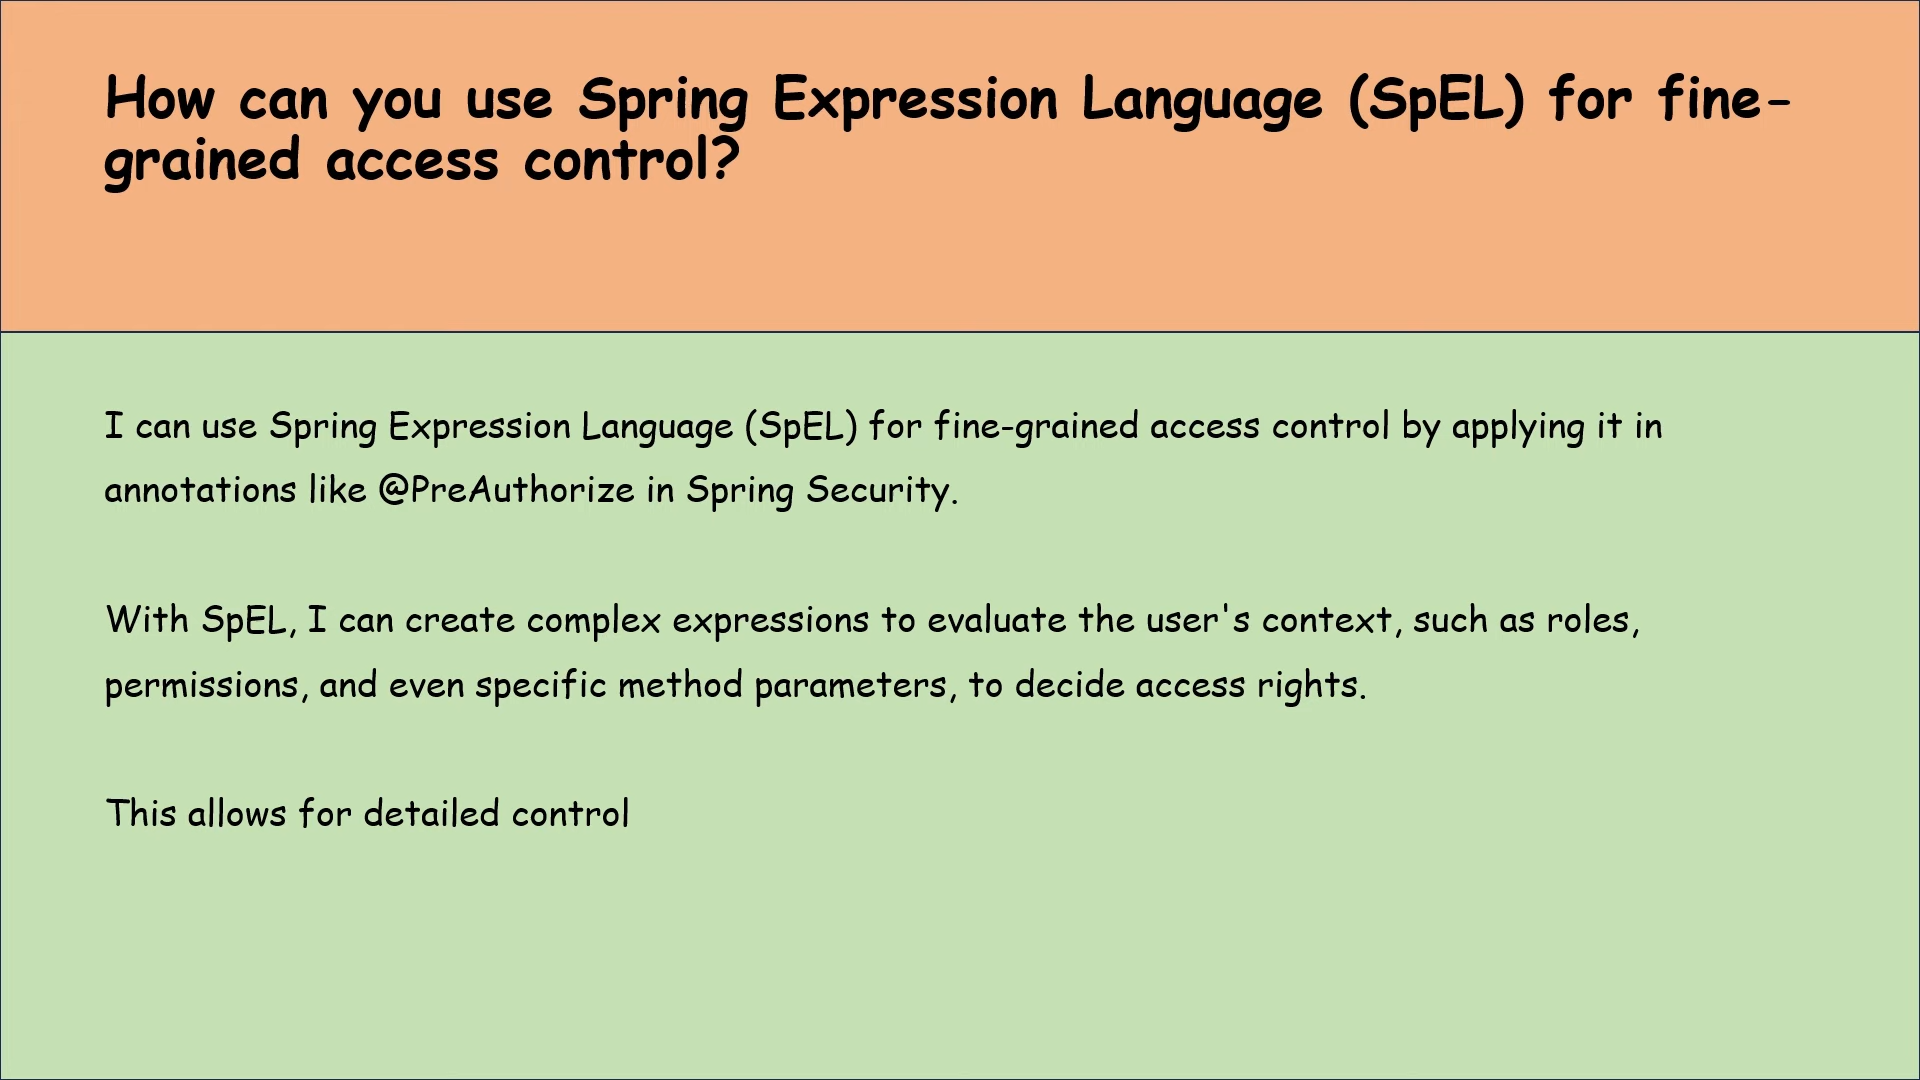 How can you use Spring Expression Language (SpEL) for fine-
grained access control?
I can use Spring Expression Language (SpEL) for fine-grained access control by applying it in
annotations like @PreAuthorize in Spring Security.
With SpEL, I can create complex expressions to evaluate the user's context, such as roles,
permissions, and even specific method parameters, to decide access rights.
This allows for detailed control